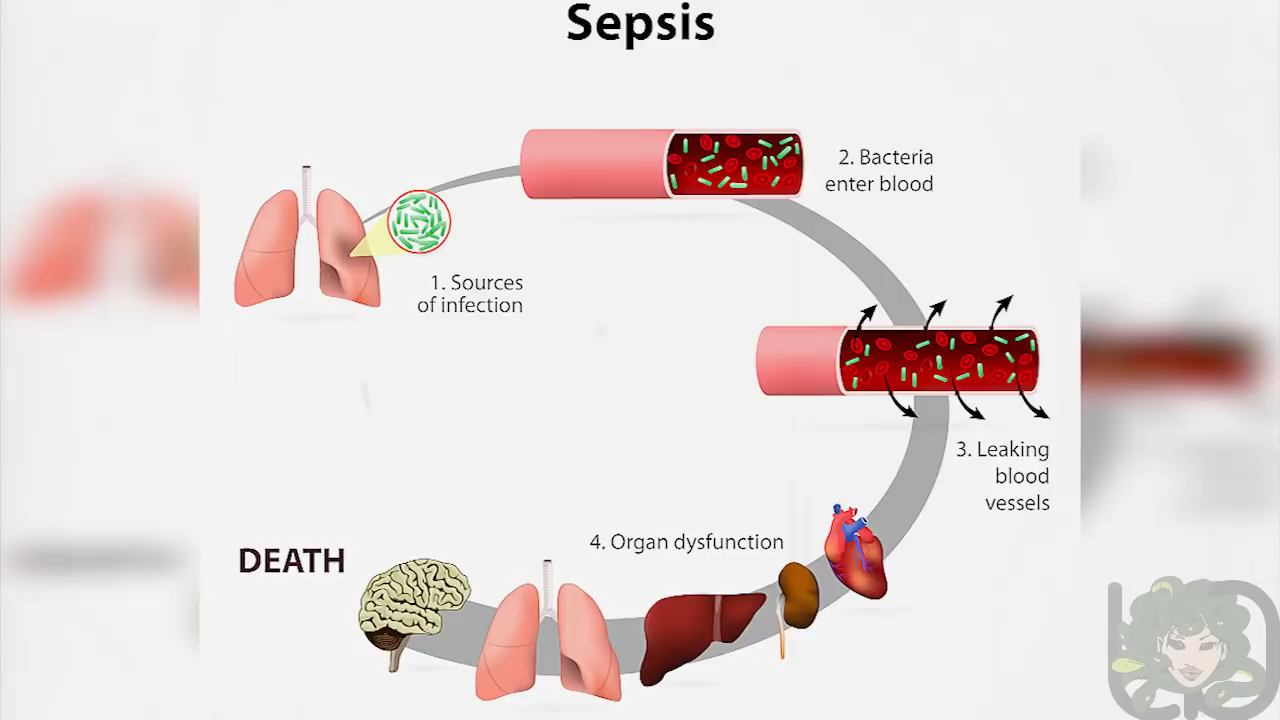 Sepsis
2. Bacteria
enter blood
1. Sources
of infection
3. Leaking
blood
vessels
4. Organ dysfunction
DEATH